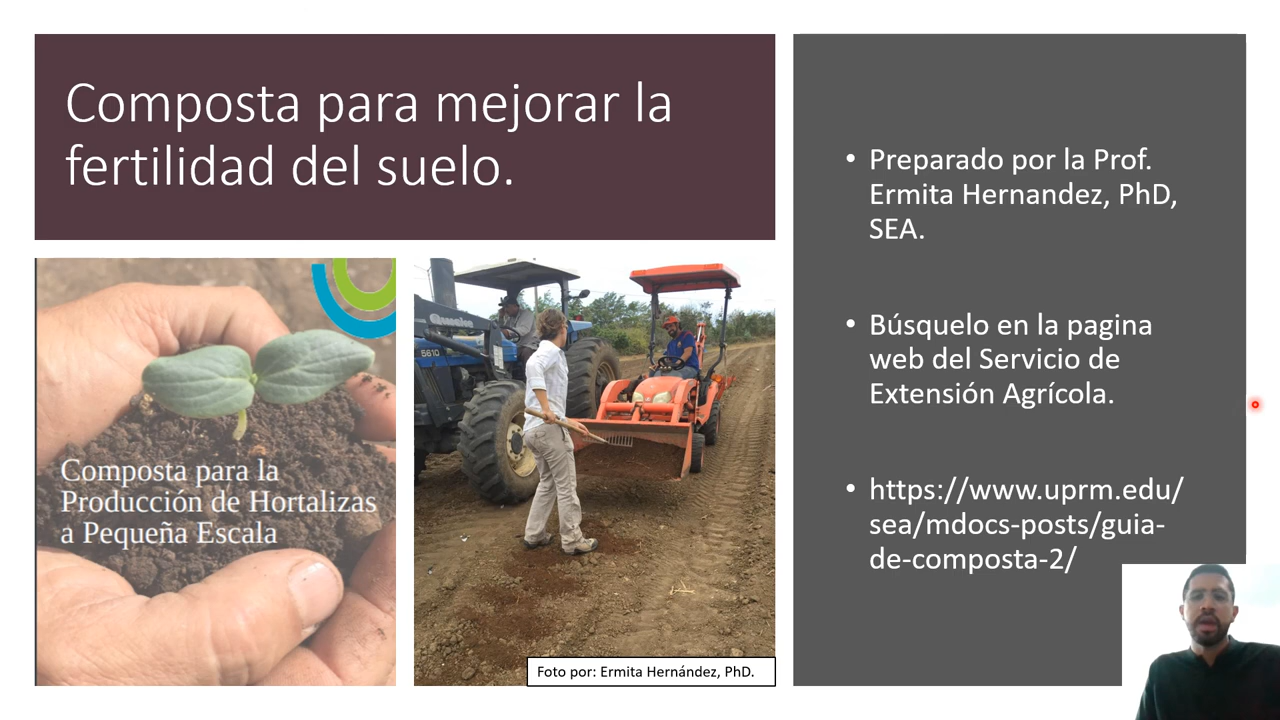 Composta para mejorar la
fertilidad del suelo.
Composta para la
Producción de Hortalizas
a Pequeña Escala
5610
Foto por: Ermita Hernández, PhD.
• Preparado por la Prof.
Ermita Hernandez, PhD,
SEA.
• Búsquelo en la pagina
web del Servicio de
Extensión Agrícola.
• https://www.uprm.edu/
sea/mdocs-posts/guia-
de-composta-2/